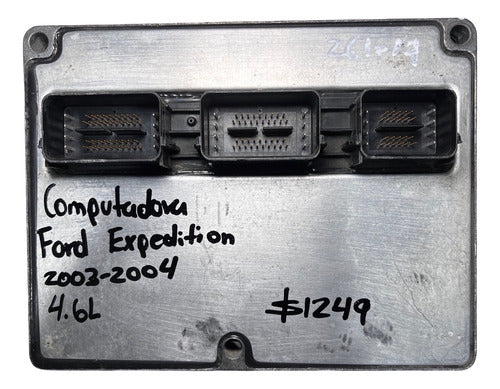 Computadora
Ford Expedition
2003-2004
4.6L
$1249